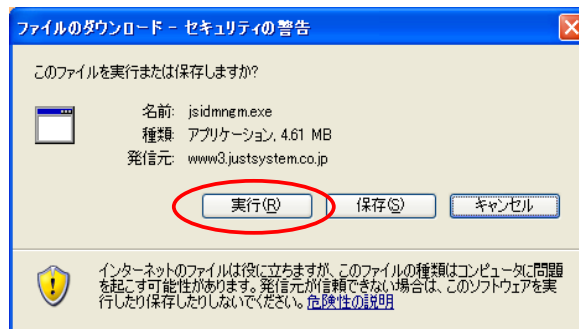 ファイルのダウンロード - セキュリティの警告
このファイルを実行または保存しますか?
名前: jsidmngm.exe
種類: アプリケーション, 4.61 MB
発信元: www3.justsystem.co.jp
実行(R) 保存(S) キャンセル
インターネットのファイルは役に立ちますが、このファイルの種類はコンピュータに問題
を起こす可能性があります。発信元が信頼できない場合は、このソフトウェアを実
行したり保存したりしないでください。危険性の説明